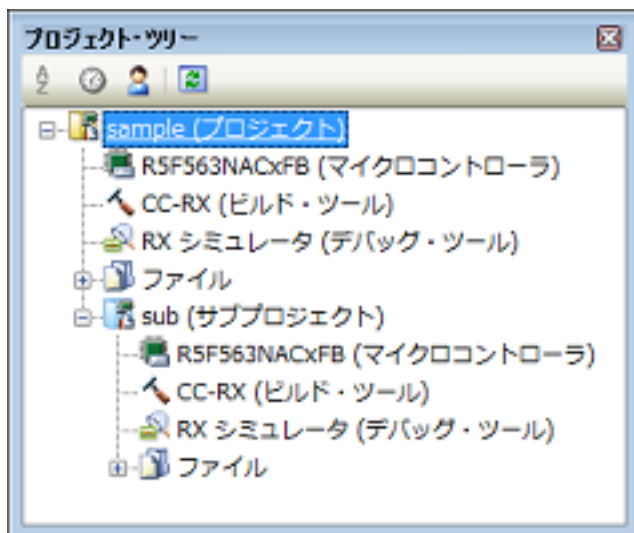 プロジェクト・ツリー
sample (プロジェクト)
R5F563NACxFB (マイクロコントローラ)
CC-RX (ビルド・ツール)
RX シミュレータ (デバッグ・ツール)
ファイル
sub (サブプロジェクト)
R5F563NACxFB (マイクロコントローラ)
CC-RX (ビルド・ツール)
RX シミュレータ (デバッグ・ツール)
ファイル